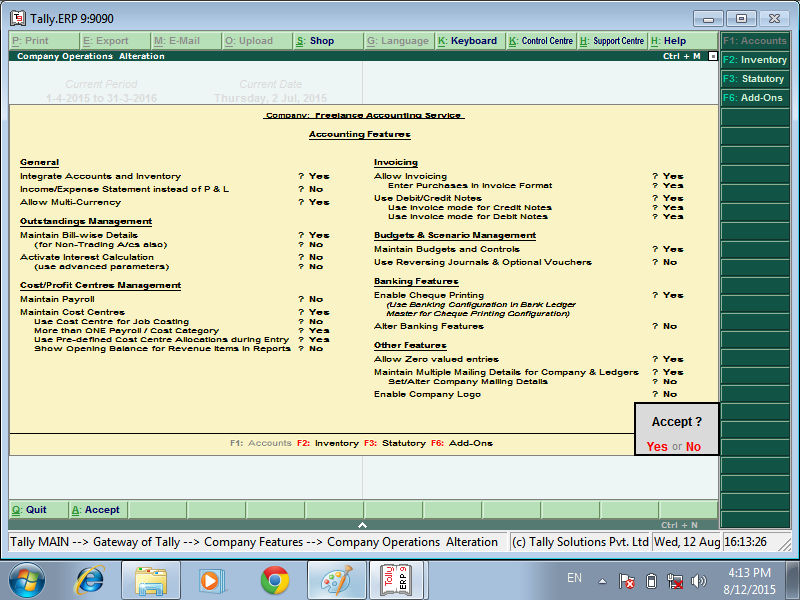 Tally.ERP 9:9090
P: Print E: Export M: E-Mail O: Upload S: Shop G: Language K: Keyboard K: Control Centre H: Support Centre H: Help
F1: Accounts
F2: Inventory
F3: Statutory
F6: Add-Ons
Company Operations Alteration Ctrl + M
Current Period Current Date
1-4-2015 to 31-3-2016 Thursday, 2 Jul, 2015
Company: Freelance Accounting Service
Accounting Features
General
Integrate Accounts and Inventory ? Yes
Income/Expense Statement instead of P & L ? No
Allow Multi-Currency ? Yes
Outstandings Management
Maintain Bill-wise Details ? Yes
(for Non-Trading A/cs also) ? No
Activate Interest Calculation ? No
(use advanced parameters) ? No
Cost/Profit Centres Management
Maintain Payroll ? No
Maintain Cost Centres ? Yes
Use Cost Centre for Job Costing ? No
More than ONE Payroll / Cost Category ? Yes
Use Pre-defined Cost Centre Allocations during Entry ? Yes
Show Opening Balance for Revenue Items in Reports ? No
Invoicing
Allow Invoicing ? Yes
Enter Purchases in Invoice Format ? Yes
Use Debit/Credit Notes ? Yes
Use Invoice mode for Credit Notes ? Yes
Use Invoice mode for Debit Notes ? Yes
Budgets & Scenario Management
Maintain Budgets and Controls ? Yes
Use Reversing Journals & Optional Vouchers ? No
Banking Features
Enable Cheque Printing ? Yes
(Use Banking Configuration in Bank Ledger
Master for Cheque Printing Configuration)
Alter Banking Features ? No
Other Features
Allow Zero valued entries ? Yes
Maintain Multiple Mailing Details for Company & Ledgers ? Yes
Set/Alter Company Mailing Details ? No
Enable Company Logo ? No
Accept ?
Yes or No
F1: Accounts F2: Inventory F3: Statutory F6: Add-Ons
Q: Quit A: Accept
Ctrl + N
Tally MAIN --> Gateway of Tally --> Company Features --> Company Operations Alteration (c) Tally Solutions Pvt. Ltd Wed, 12 Aug 16:13:26
Tally
ERP 9
EN
4:13 PM
8/12/2015